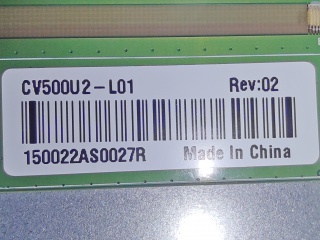 CV500U2-L01 Rev:02
150022AS0027R Made In China